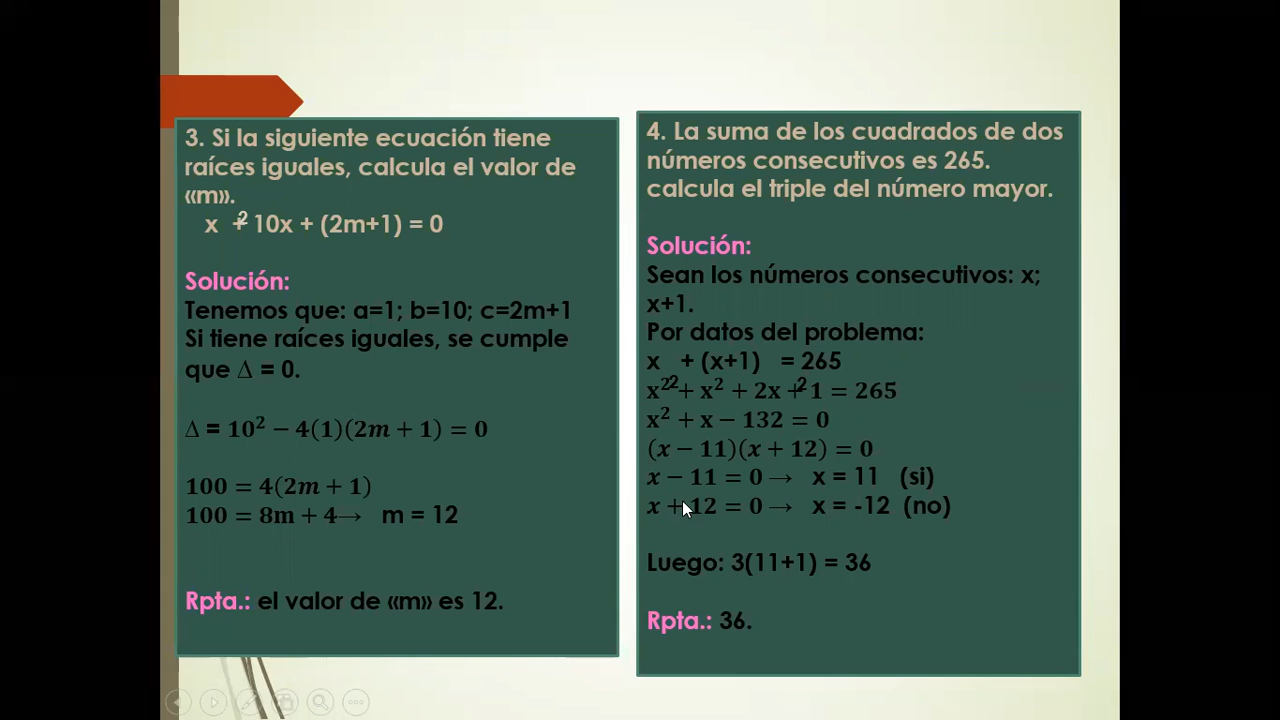 3. Si la siguiente ecuación tiene
raíces iguales, calcula el valor de
«m».
x² + 10x + (2m+1) = 0
Solución:
Tenemos que: a=1; b=10; c=2m+1
Si tiene raíces iguales, se cumple
que Δ = 0.
Δ = 10² − 4(1)(2m + 1) = 0
100 = 4(2m + 1)
100 = 8m + 4→ m = 12
Rpta.: el valor de «m» es 12.
4. La suma de los cuadrados de dos
números consecutivos es 265.
calcula el triple del número mayor.
Solución:
Sean los números consecutivos: x;
x+1.
Por datos del problema:
x² + (x+1)² = 265
x² + x² + 2x + 1 = 265
x² + x − 132 = 0
(x − 11)(x + 12) = 0
x − 11 = 0 → x = 11 (si)
x + 12 = 0 → x = -12 (no)
Luego: 3(11+1) = 36
Rpta.: 36.